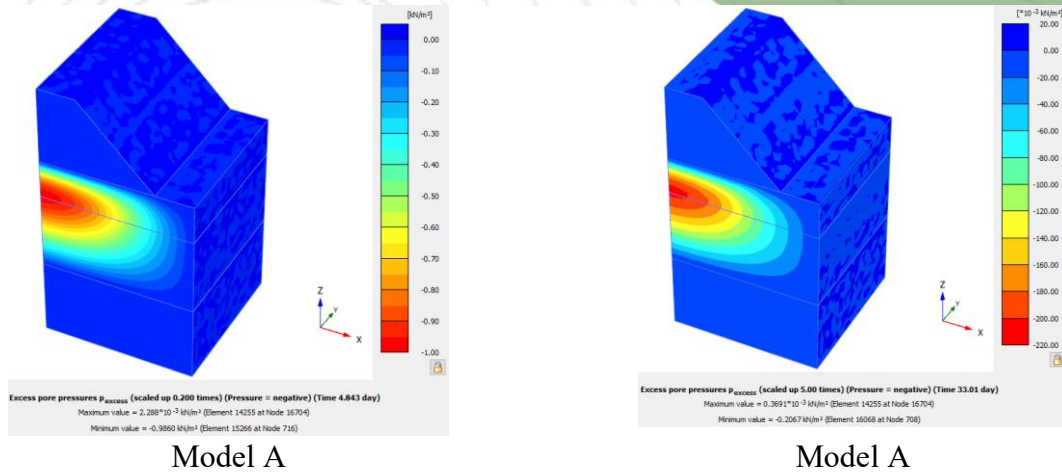 [kN/m²]
0.00
-0.10
-0.20
-0.30
-0.40
-0.50
-0.60
-0.70
-0.80
-0.90
-1.00
Z
Y
X
Excess pore pressures p excess (scaled up 0.200 times) (Pressure = negative) (Time 4.843 day)
Maximum value = 2.288*10 -3 kN/m² (Element 14255 at Node 16704)
Minimum value = -0.9860 kN/m² (Element 15266 at Node 716)
Model A
[*10 -3 kN/m²]
20.00
0.00
-20.00
-40.00
-60.00
-80.00
-100.00
-120.00
-140.00
-160.00
-180.00
-200.00
-220.00
Z
Y
X
Excess pore pressures p excess (scaled up 5.00 times) (Pressure = negative) (Time 33.01 day)
Maximum value = 0.3691*10 -3 kN/m² (Element 14255 at Node 16704)
Minimum value = -0.2067 kN/m² (Element 16068 at Node 708)
Model A